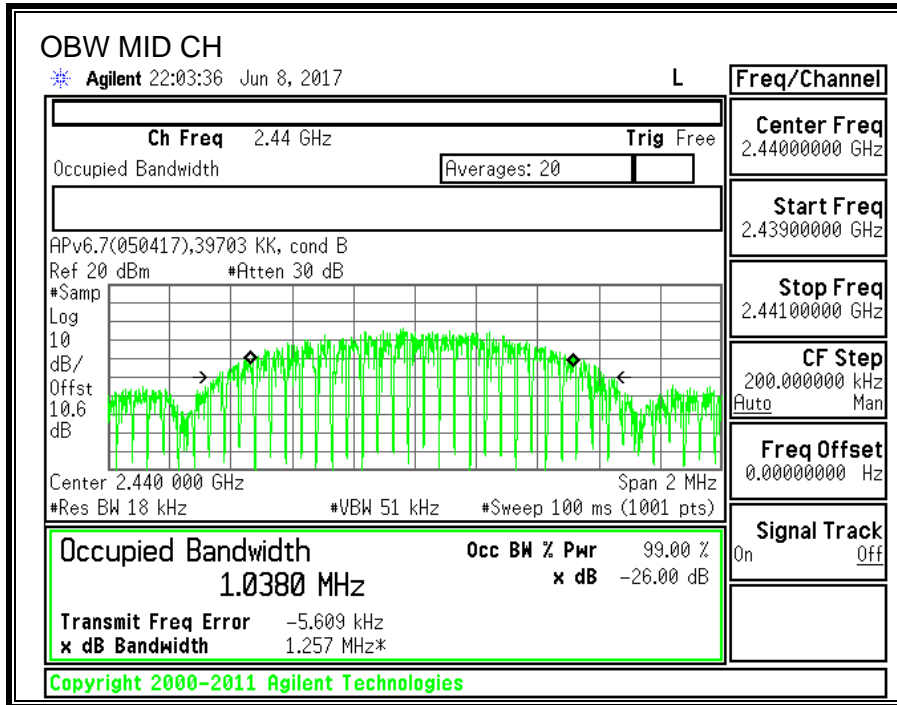 OBW MID CH
Agilent 22:03:36 Jun 8, 2017 L
Freq/Channel
Ch Freq 2.44 GHz Trig Free
Occupied Bandwidth Averages: 20
APv6.7(050417),39703 KK, cond B
Ref 20 dBm #Atten 30 dB
#Samp
Log
10
dB/
Offst
10.6
dB
Center 2.440 000 GHz Span 2 MHz
#Res BW 18 kHz #VBW 51 kHz #Sweep 100 ms (1001 pts)
Occupied Bandwidth Occ BW % Pwr 99.00 %
1.0380 MHz x dB -26.00 dB
Transmit Freq Error -5.609 kHz
x dB Bandwidth 1.257 MHz*
Copyright 2000-2011 Agilent Technologies
Center Freq
2.44000000 GHz
Start Freq
2.43900000 GHz
Stop Freq
2.44100000 GHz
CF Step
200.000000 kHz
Auto Man
Freq Offset
0.00000000 Hz
Signal Track
On Off